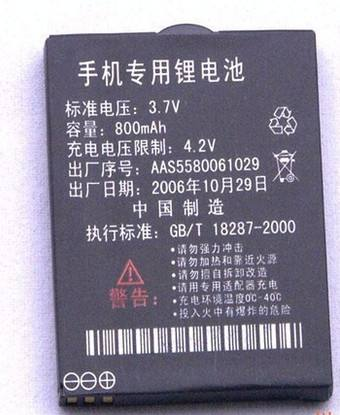 手机专用锂电池
标准电压: 3.7V
容量: 800mAh
充电电压限制: 4.2V
出厂序号: AAS5580061029
出厂日期: 2006年10月29日
中国制造
执行标准: GB/T 18287-2000
•请勿强力冲击
•请勿加热和靠近火源
•请勿擅自拆卸改造
•请用专用适配器充电
•充电环境温度0℃-40℃
•投入火中有爆炸的危险
警告: